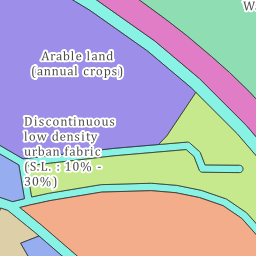 Arable land
(annual crops)
Discontinuous
low density
urban fabric
(S.L. : 10% -
30%)